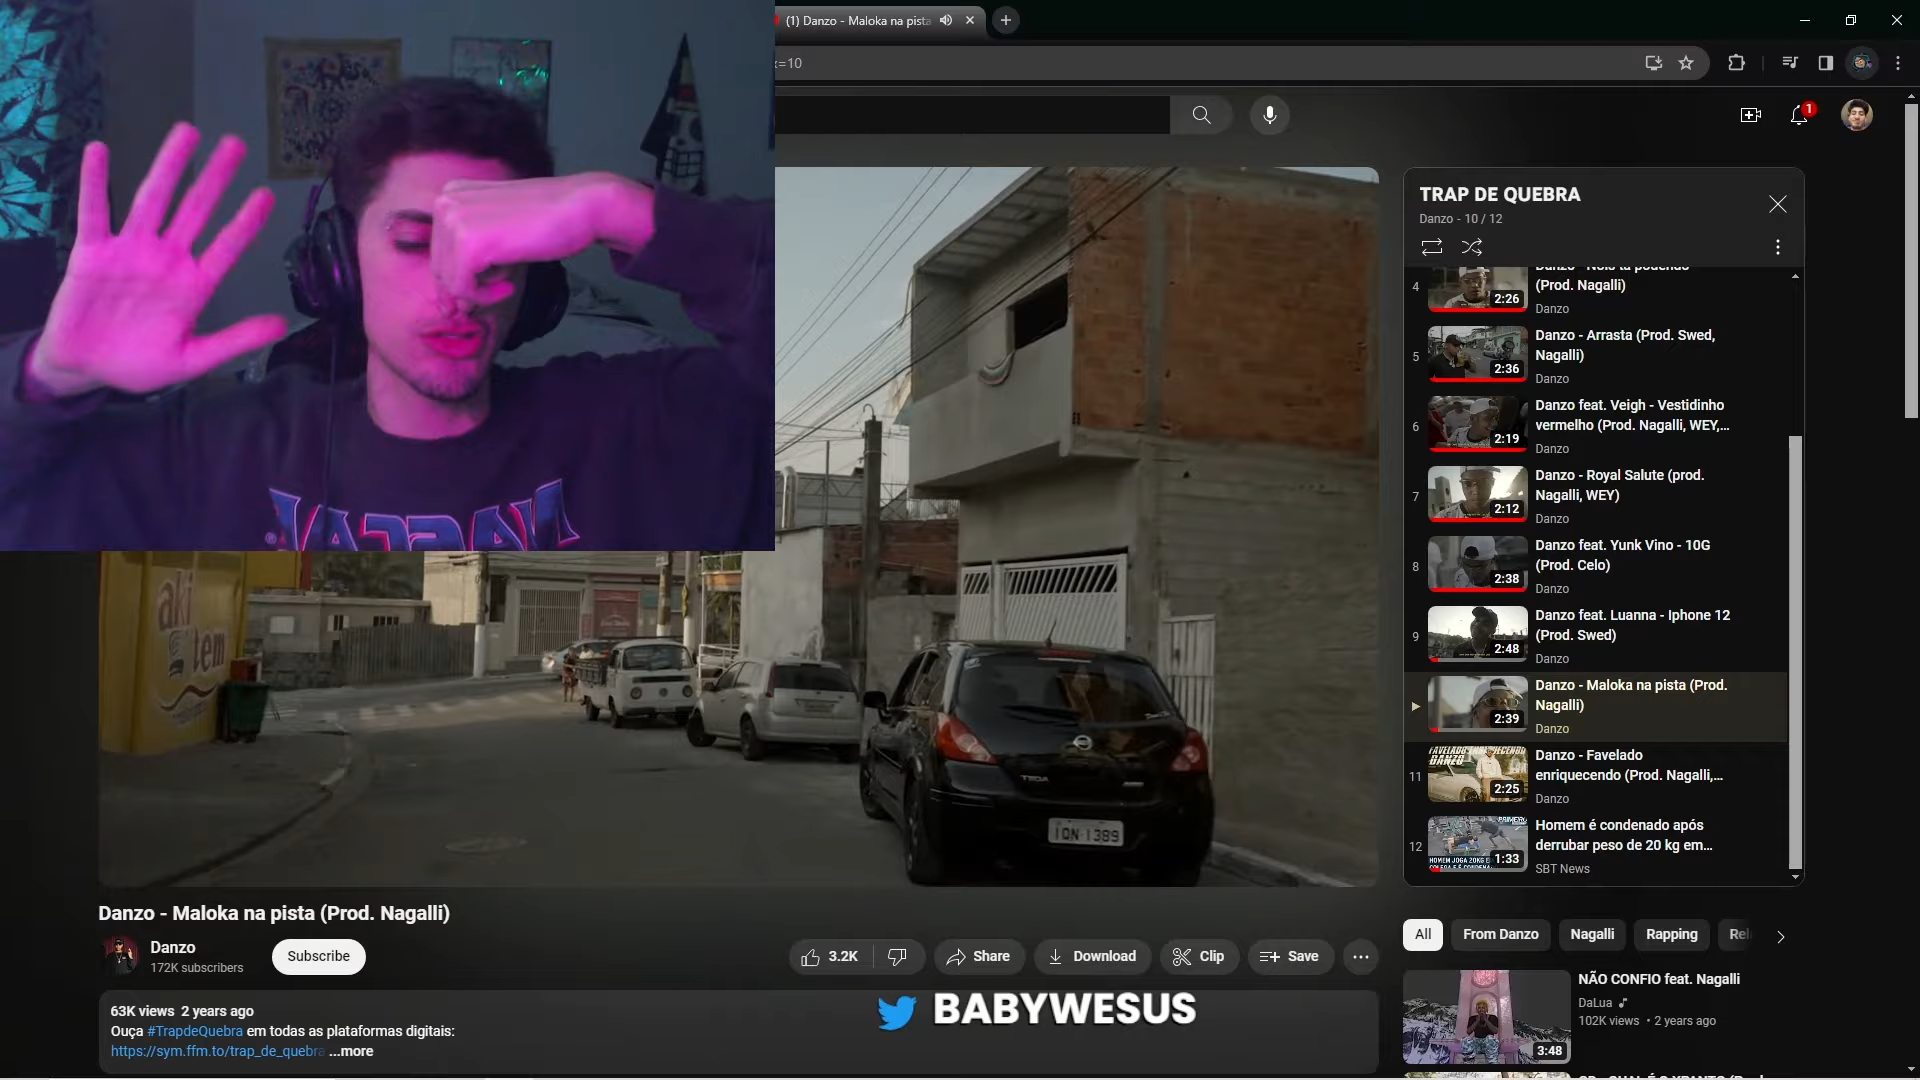 (1) Danzo - Maloka na pista
=10
1
TRAP DE QUEBRA
Danzo - 10 / 12
4
(Prod. Nagalli)
2:26
Danzo
5
Danzo - Arrasta (Prod. Swed,
Nagalli)
2:36
Danzo
6
Danzo feat. Veigh - Vestidinho
vermelho (Prod. Nagalli, WEY,...
2:19
Danzo
7
Danzo - Royal Salute (prod.
Nagalli, WEY)
2:12
Danzo
8
Danzo feat. Yunk Vino - 10G
(Prod. Celo)
2:38
Danzo
9
Danzo feat. Luanna - Iphone 12
(Prod. Swed)
2:48
Danzo
Danzo - Maloka na pista (Prod.
Nagalli)
2:39
Danzo
11
DANZO
Danzo - Favelado
enriquecendo (Prod. Nagalli,...
2:25
Danzo
12
Homem é condenado após
derrubar peso de 20 kg em...
1:33
SBT News
aki
tem
TIIDA
Danzo - Maloka na pista (Prod. Nagalli)
Danzo
172K subscribers
Subscribe
3.2K
Share
Download
Clip
Save
63K views 2 years ago
Ouça #TrapdeQuebra em todas as plataformas digitais:
https://sym.ffm.to/trap_de_quebra ...more
BABYWESUS
All
From Danzo
Nagalli
Rapping
Rel
NÃO CONFIO feat. Nagalli
DaLua
102K views • 2 years ago
3:48